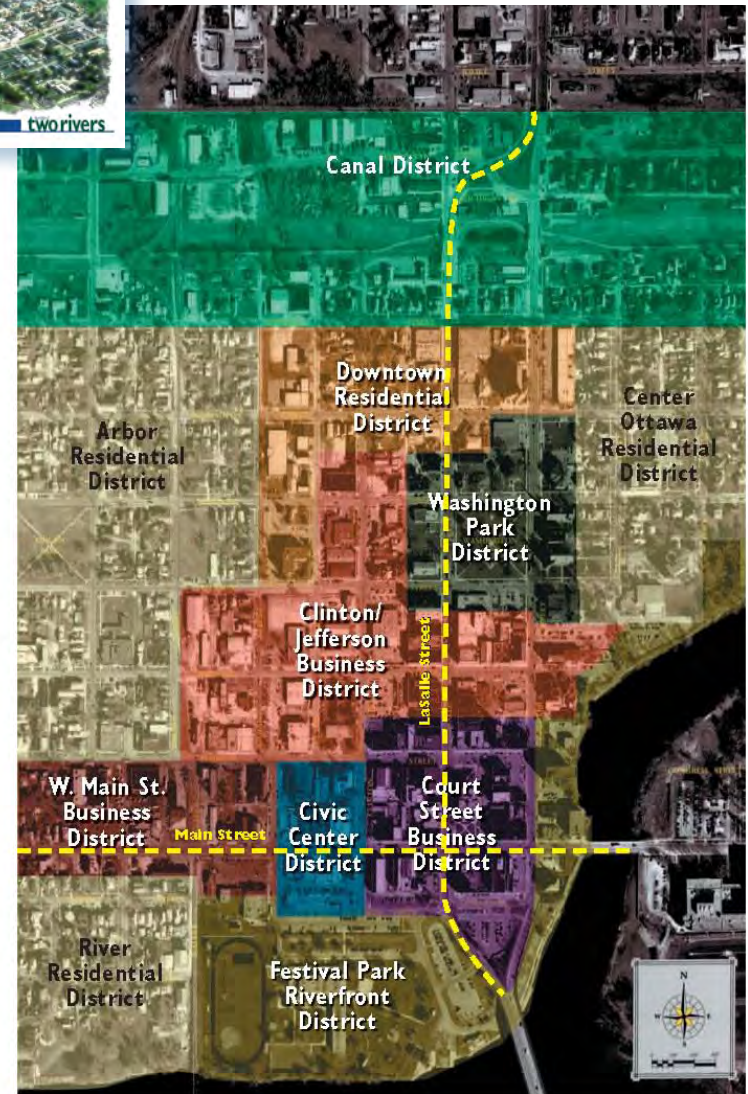 tworivers
Canal District
Downtown
Residential
District
Center
Ottawa
Residential
District
Arbor
Residential
District
Washington
Park
District
Clinton/
Jefferson
Business
District
LaSalle Street
W. Main St.
Business
District
Main Street
Civic
Center
District
STREET
Court
Street
Business
District
River
Residential
District
Festival Park
Riverfront
District
N
W
E
S